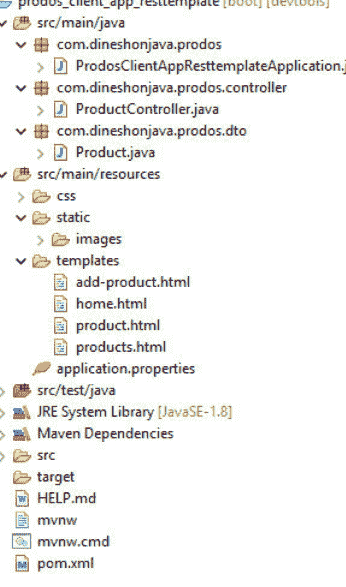 prodos_client_app_resttemplate [boot] [devtools]
src/main/java
com.dineshonjava.prodos
ProdosClientAppResttemplateApplication.j
com.dineshonjava.prodos.controller
ProductController.java
com.dineshonjava.prodos.dto
Product.java
src/main/resources
css
static
images
templates
add-product.html
home.html
product.html
products.html
application.properties
src/test/java
JRE System Library [JavaSE-1.8]
Maven Dependencies
src
target
HELP.md
mvnw
mvnw.cmd
pom.xml